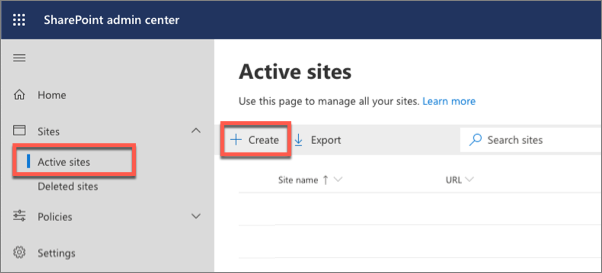 SharePoint admin center
Home
Sites
Active sites
Deleted sites
Policies
Settings
Active sites
Use this page to manage all your sites. Learn more
+ Create
Export
Search sites
Site name ↑
URL